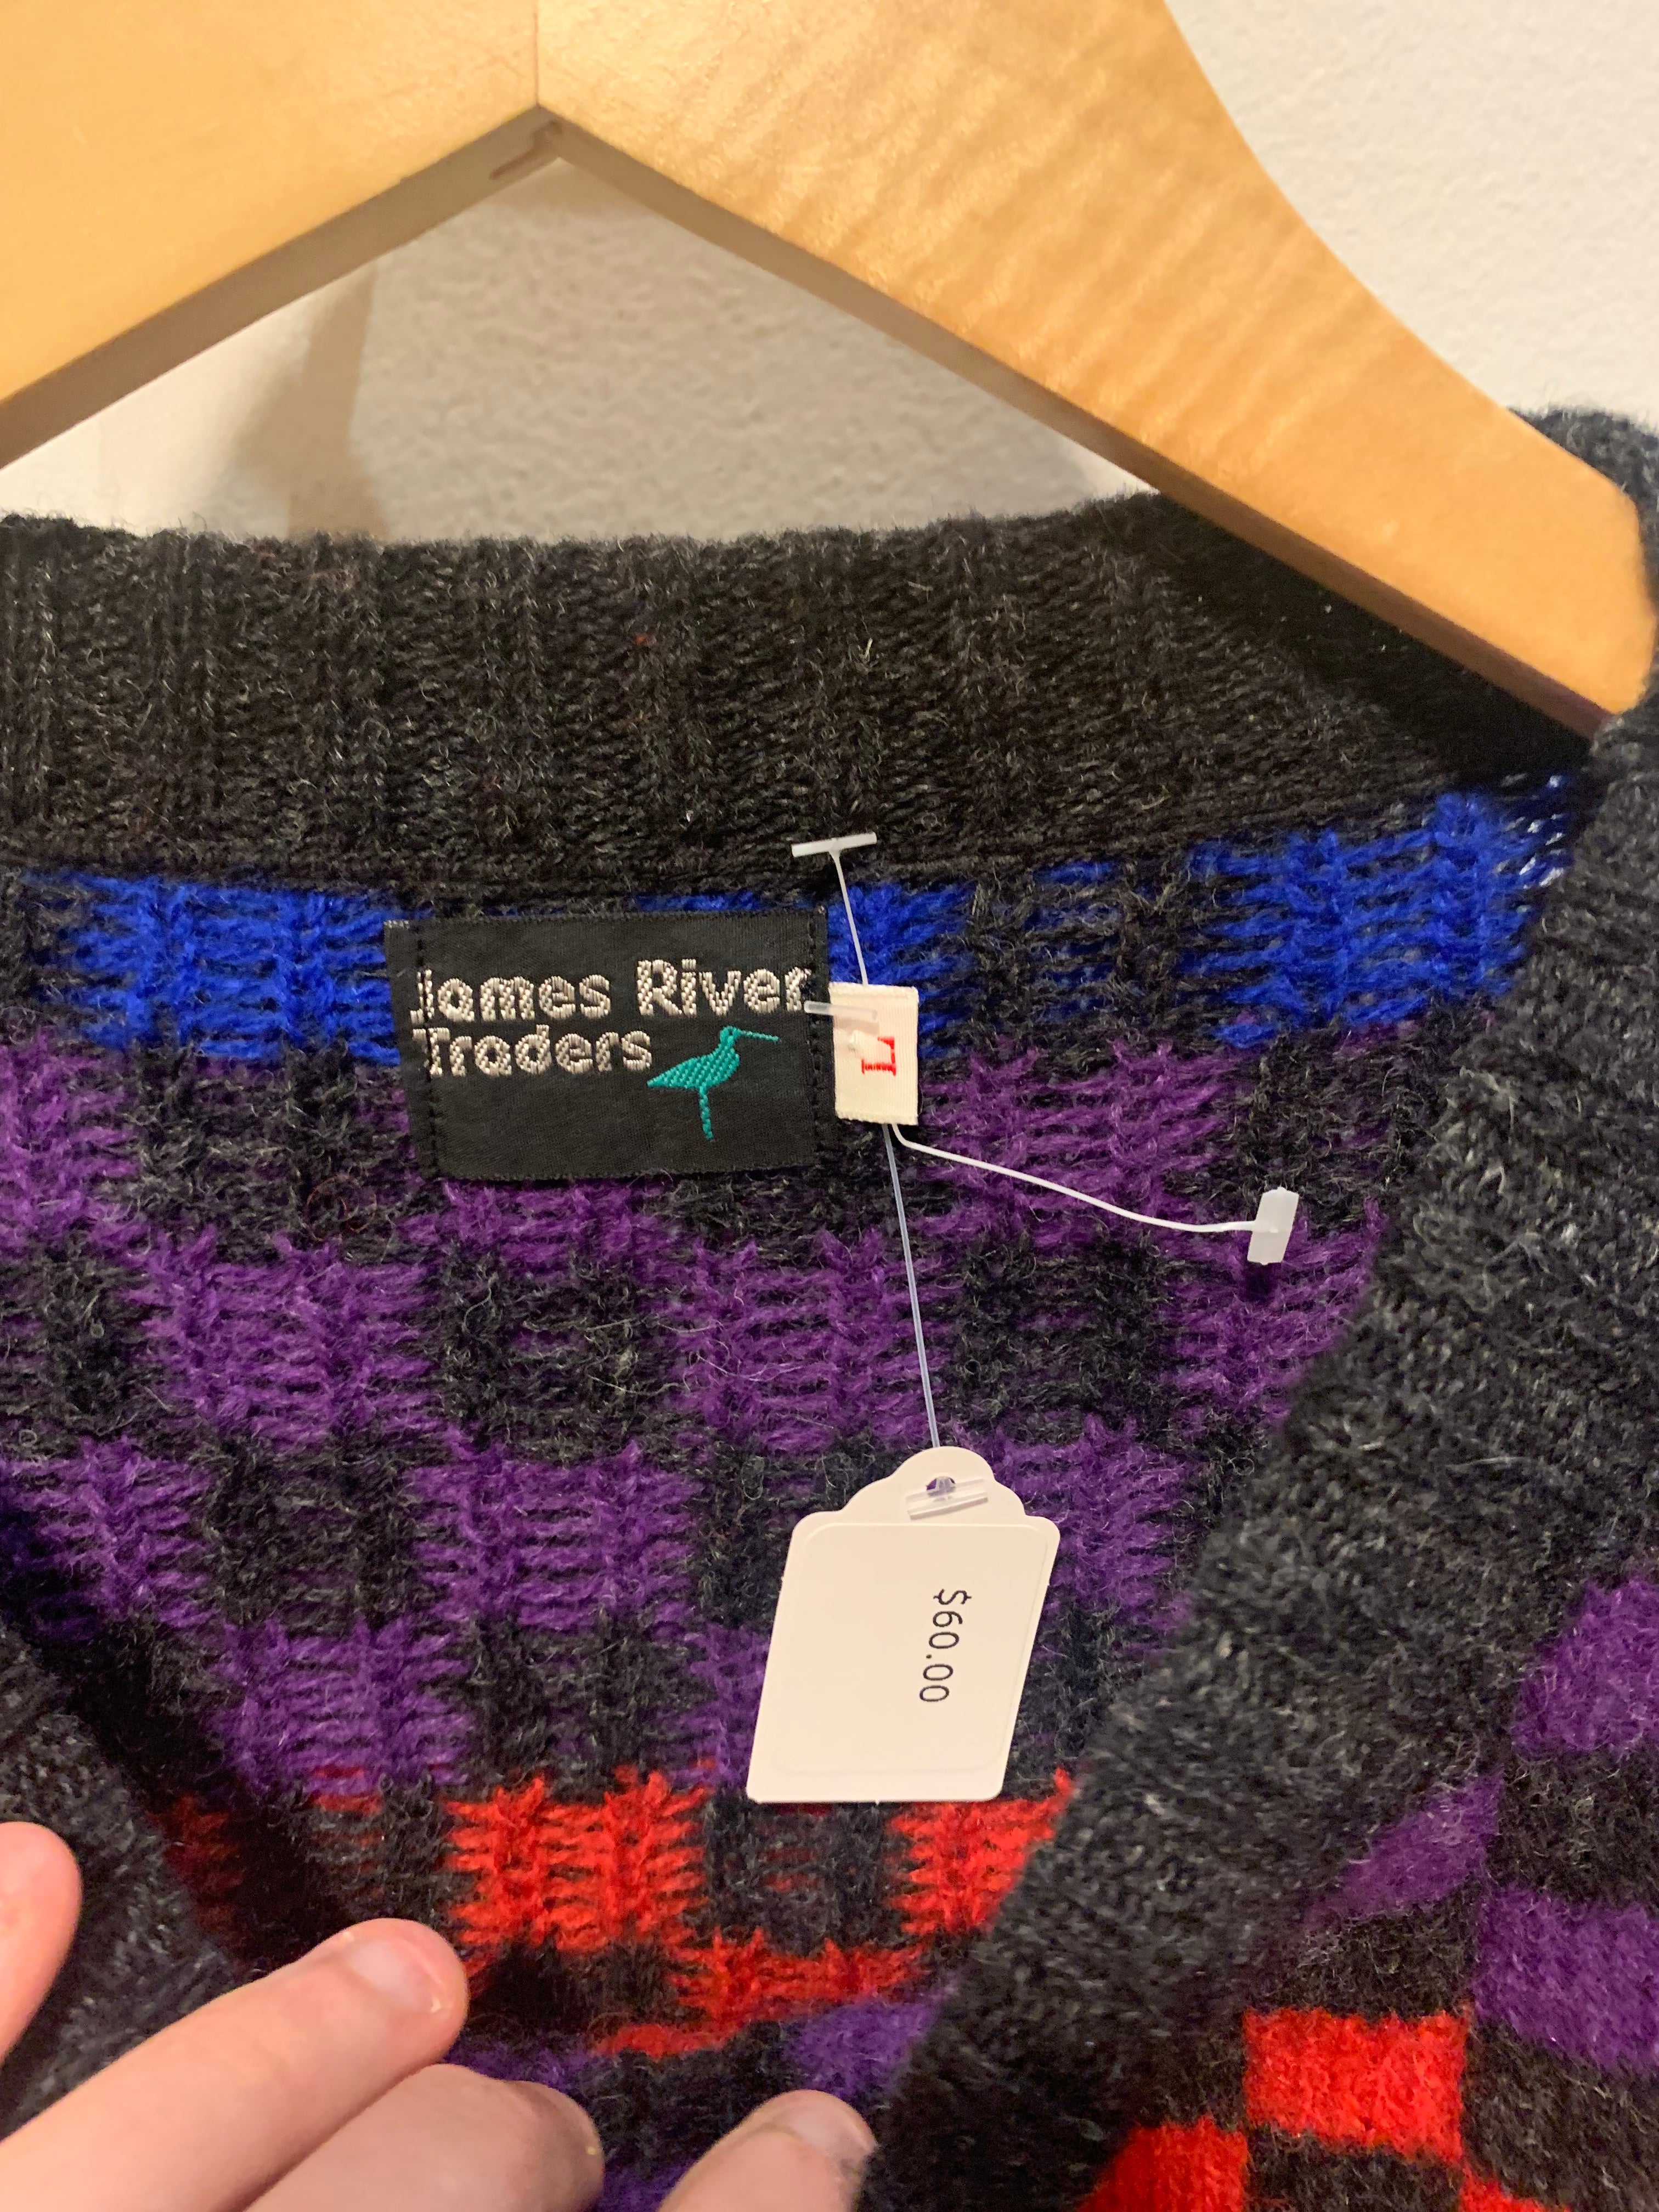 James River
Traders
L
$60.00